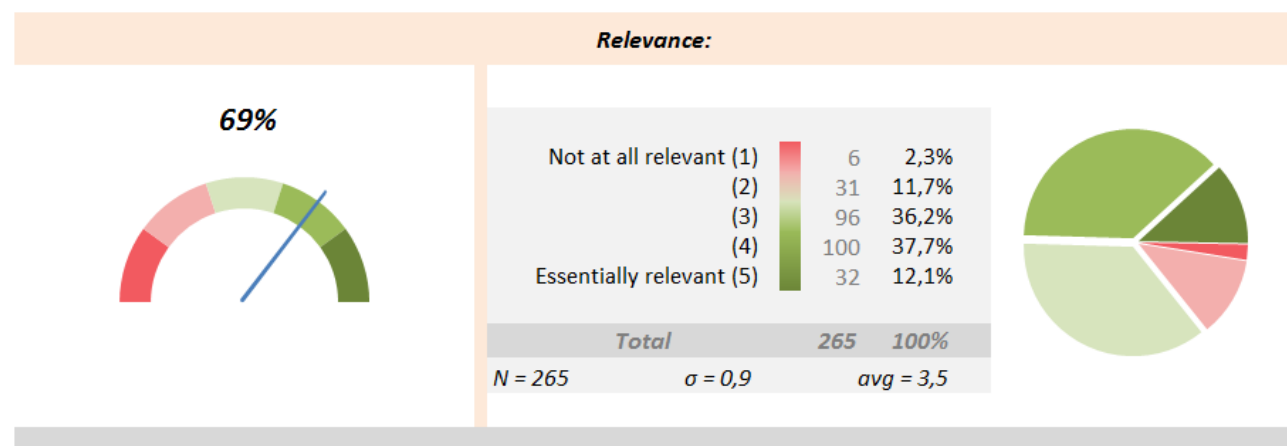 Relevance:
69%
Not at all relevant (1) 6 2,3%
(2) 31 11,7%
(3) 96 36,2%
(4) 100 37,7%
Essentially relevant (5) 32 12,1%
Total 265 100%
N = 265 σ = 0,9 avg = 3,5